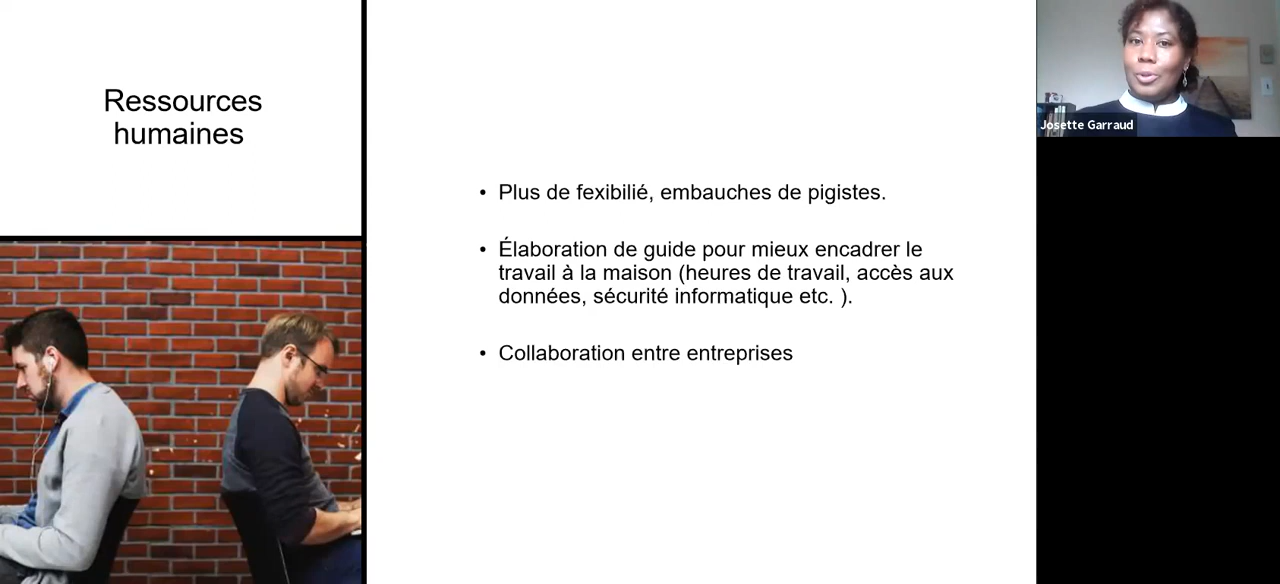 Ressources
humaines
• Plus de fexibilié, embauches de pigistes.
• Élaboration de guide pour mieux encadrer le
travail à la maison (heures de travail, accès aux
données, sécurité informatique etc. ).
• Collaboration entre entreprises
Josette Garraud